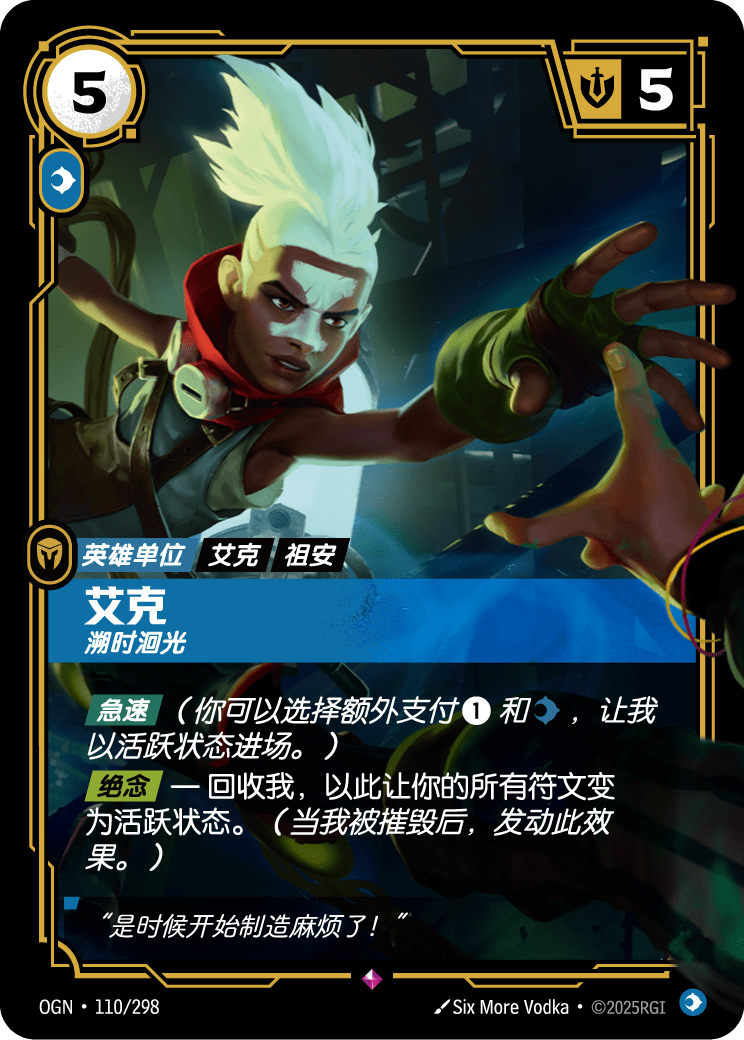 5
5
英雄单位 艾克 祖安
艾克
溯时洄光
急速（你可以选择额外支付1和，让我
以活跃状态进场。）
绝念 — 回收我，以此让你的所有符文变
为活跃状态。（当我被摧毁后，发动此效
果。）
“是时候开始制造麻烦了！”
OGN • 110/298
Six More Vodka • ©2025RGI